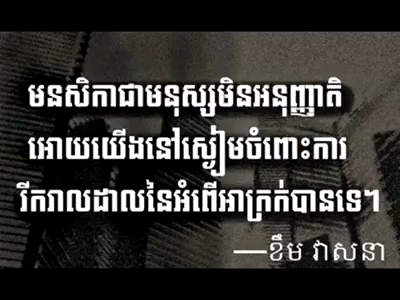 មនសិកាជាមនុស្សមិនអនុញ្ញាតិ
អោយយើងនៅស្ងៀមចំពោះការ
រីករាលដាលនៃអំពើអាក្រក់បានទេ។
—ខឹម វាសនា